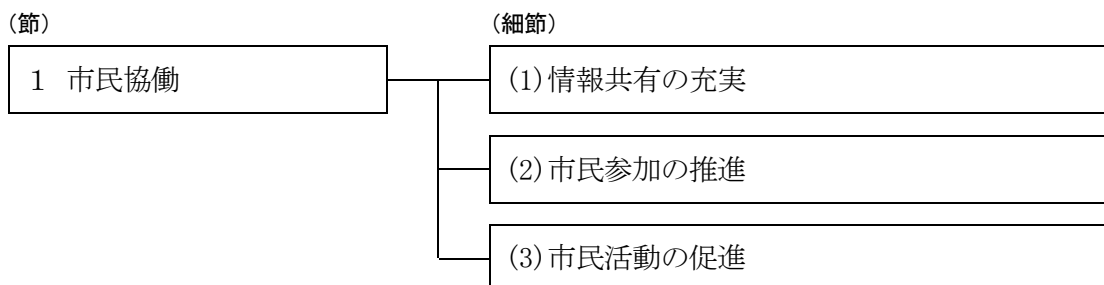 （節）
（細節）
１ 市民協働
(1)情報共有の充実
(2)市民参加の推進
(3)市民活動の促進